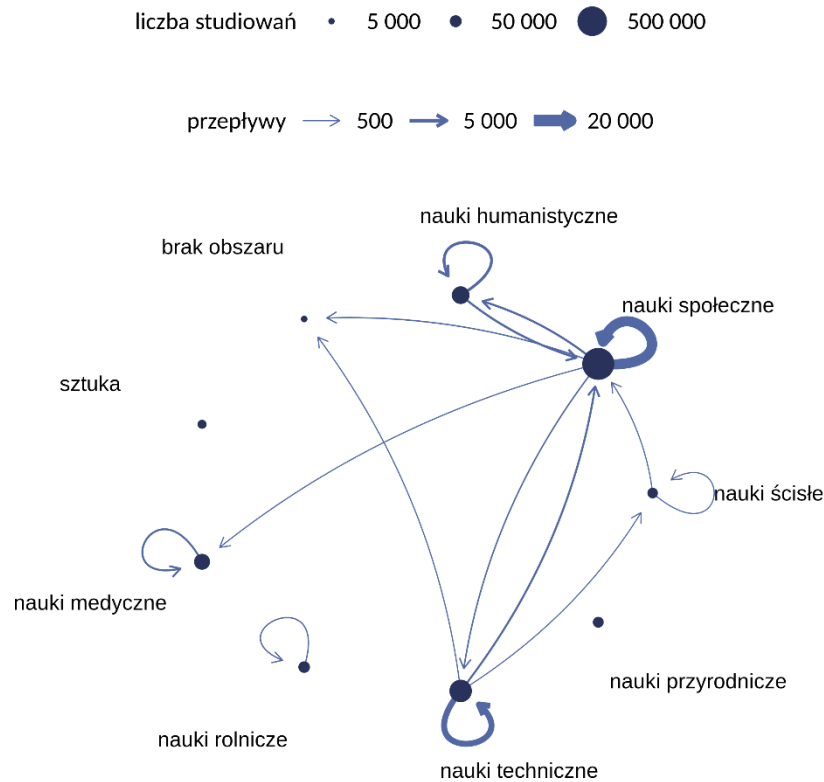 liczba studiowań 5 000 50 000 500 000
przepływy 500 5 000 20 000
nauki humanistyczne
brak obszaru
nauki społeczne
sztuka
nauki ścisłe
nauki medyczne
nauki przyrodnicze
nauki rolnicze
nauki techniczne